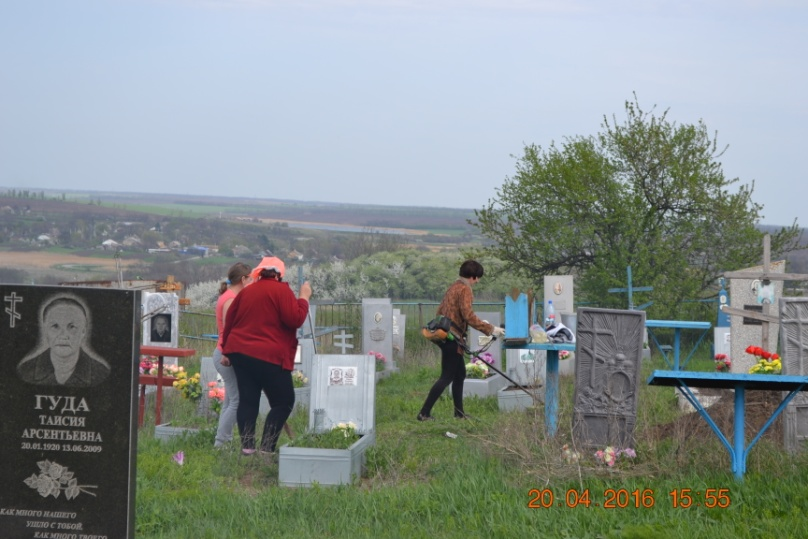 ГУДА
ТАИСИЯ
АРСЕНТЬЕВНА
20.01.1920 13.06.2009
КАК МНОГО НАШЕГО
УШЛО С ТОБОЙ,
КАК МНОГО ТВОЕГО
20 04 2016 15 55